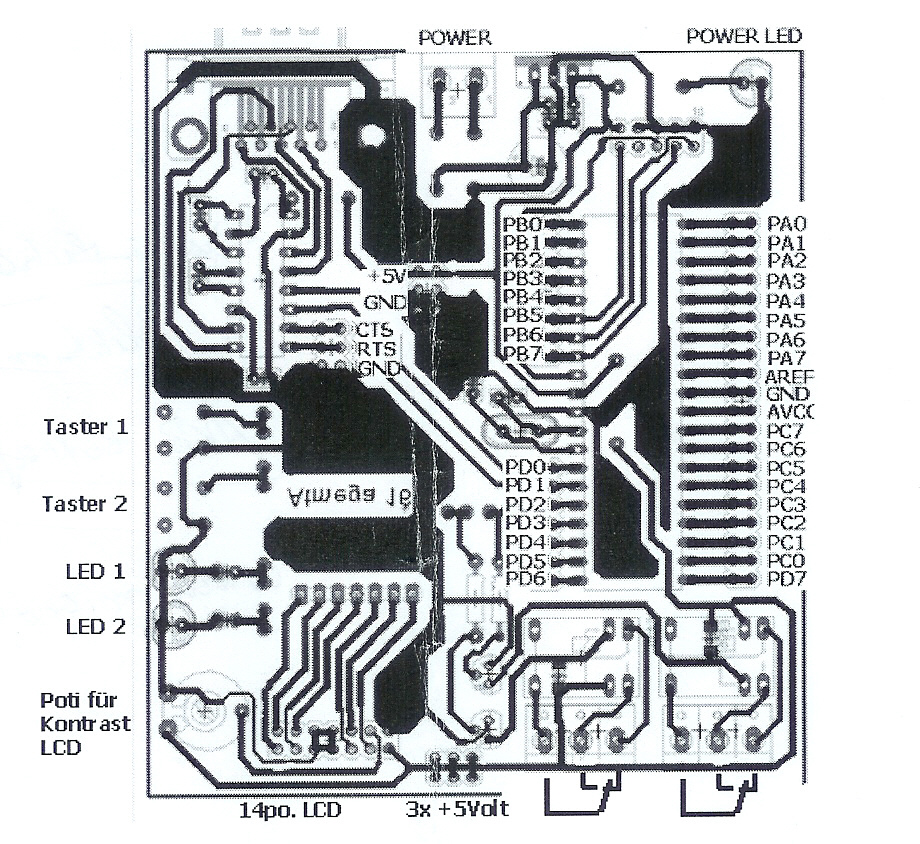 POWER
POWER LED
PB0
PB1
PB2
PB3
PB4
PB5
PB6
PB7
PA0
PA1
PA2
PA3
PA4
PA5
PA6
PA7
AREF
GND
AVCC
PC7
PC6
PC5
PC4
PC3
PC2
PC1
PC0
PD7
+5V
GND
CTS
RTS
GND
PD0
PD1
PD2
PD3
PD4
PD5
PD6
Atmega 16
Taster 1
Taster 2
LED 1
LED 2
Poti für
Kontrast
LCD
14po. LCD
3x +5Volt